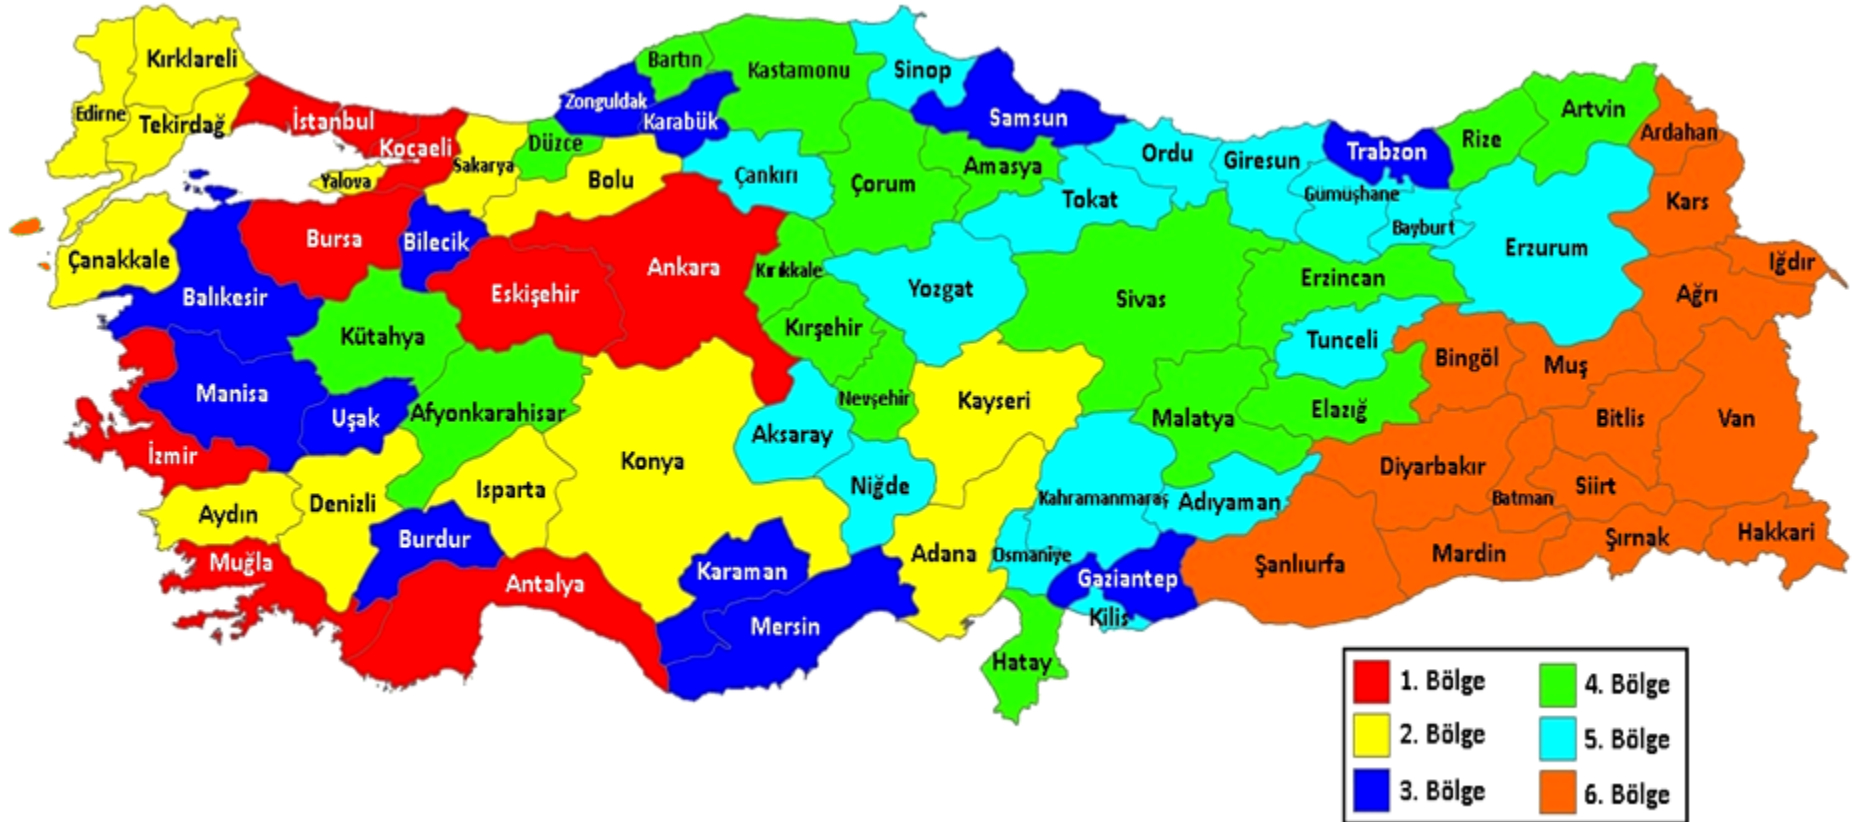 Kırklareli
Edirne
Tekirdağ
İstanbul
Kocaeli
Yalova
Sakarya
Düzce
Zonguldak
Bartın
Karabük
Kastamonu
Sinop
Samsun
Bolu
Çankırı
Çorum
Amasya
Ordu
Giresun
Trabzon
Rize
Artvin
Ardahan
Tokat
Gümüşhane
Bayburt
Kars
Çanakkale
Bursa
Bilecik
Ankara
Kırıkkale
Erzurum
Iğdır
Balıkesir
Eskişehir
Yozgat
Sivas
Erzincan
Ağrı
Kütahya
Kırşehir
Tunceli
Bingöl
Muş
Manisa
Uşak
Afyonkarahisar
Nevşehir
Kayseri
Malatya
Elazığ
Bitlis
Van
İzmir
Konya
Aksaray
Niğde
Kahramanmaraş
Adıyaman
Diyarbakır
Batman
Siirt
Aydın
Denizli
Isparta
Burdur
Muğla
Antalya
Karaman
Mersin
Adana
Osmaniye
Gaziantep
Kilis
Hatay
Şanlıurfa
Mardin
Şırnak
Hakkari
1. Bölge
2. Bölge
3. Bölge
4. Bölge
5. Bölge
6. Bölge